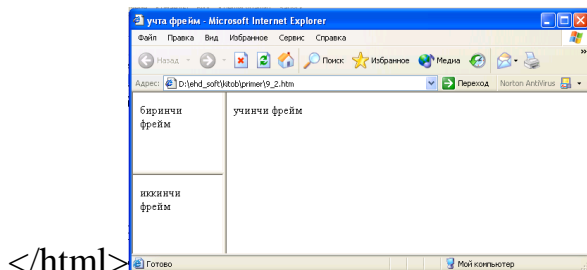 учта фрейм - Microsoft Internet Explorer
Файл Правка Вид Избранное Сервис Справка
Назад Поиск Избранное Медиа »
Адрес: D:\ehd_soft\kitob\primer\9_2.htm Переход Norton AntiVirus
биринчи
фрейм
учинчи фрейм
иккинчи
фрейм
</html>
Готово Мой компьютер